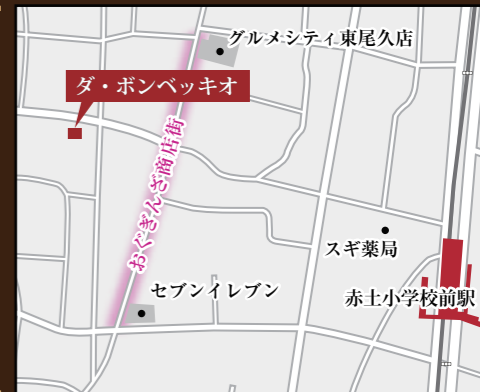 グルメシティ東尾久店
ダ・ボンベッキオ
おぐぎんざ商店街
スギ薬局
セブンイレブン
赤土小学校前駅